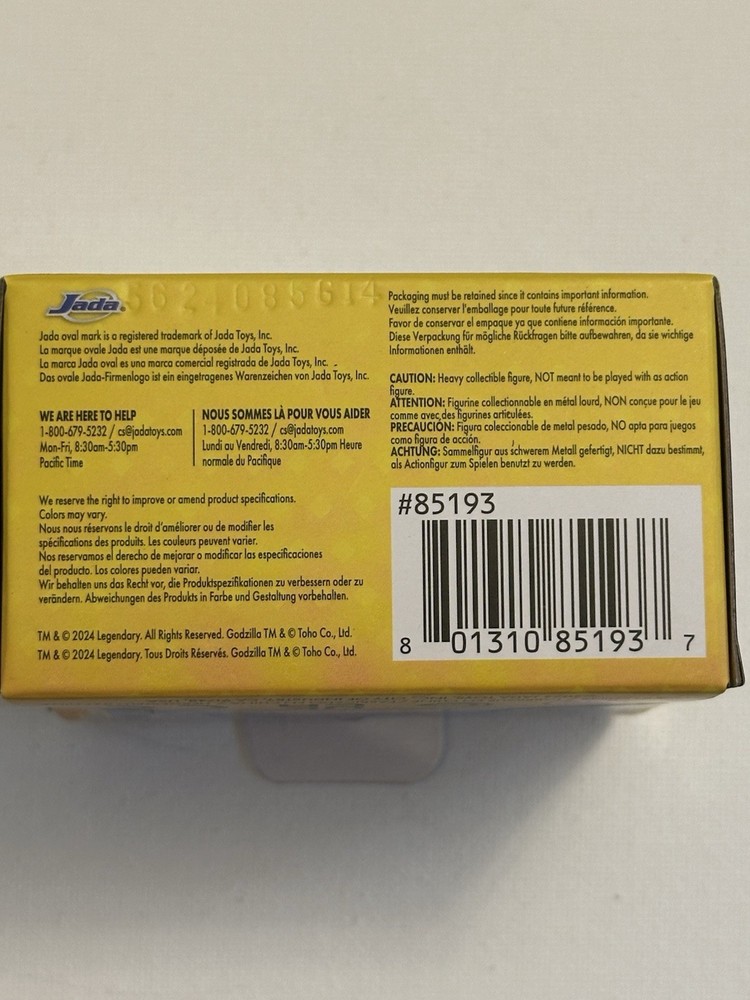 Jada
5624085614
Jada oval mark is a registered trademark of Jada Toys, Inc.
La marque ovale Jada est une marque déposée de Jada Toys, Inc.
La marca Jada oval es una marca comercial registrada de Jada Toys, Inc.
Das ovale Jada-Firmenlogo ist ein eingetragenes Warenzeichen von Jada Toys, Inc.
WE ARE HERE TO HELP
1-800-679-5232 / cs@jadatoys.com
Mon-Fri, 8:30am-5:30pm
Pacific Time
NOUS SOMMES LÀ POUR VOUS AIDER
1-800-679-5232 / cs@jadatoys.com
Lundi au Vendredi, 8:30am-5:30pm Heure
normale du Pacifique
We reserve the right to improve or amend product specifications.
Colors may vary.
Nous nous réservons le droit d'améliorer ou de modifier les
spécifications des produits. Les couleurs peuvent varier.
Nos reservamos el derecho de mejorar o modificar las especificaciones
del producto. Los colores pueden variar.
Wir behalten uns das Recht vor, die Produktspezifikationen zu verbessern oder zu
verändern. Abweichungen des Produkts in Farbe und Gestaltung vorbehalten.
TM & © 2024 Legendary. All Rights Reserved. Godzilla TM & © Toho Co., Ltd.
TM & © 2024 Legendary. Tous Droits Réservés. Godzilla TM & © Toho Co., Ltd.
Packaging must be retained since it contains important information.
Veuillez conserver l'emballage pour toute future référence.
Favor de conservar el empaque ya que contiene información importante.
Diese Verpackung für mögliche Rückfragen bitte aufbewahren, da sie wichtige
Informationen enthält.
CAUTION: Heavy collectible figure, NOT meant to be played with as action
figure.
ATTENTION: Figurine collectionnable en métal lourd, NON conçue pour le jeu
comme avec des figurines articulées.
PRECAUCIÓN: Figura coleccionable de metal pesado, NO apta para juegos
como figura de acción.
ACHTUNG: Sammelfigur aus schwerem Metall gefertigt, NICHT dazu bestimmt,
als Actionfigur zum Spielen benutzt zu werden.
#85193
8 01310 85193 7